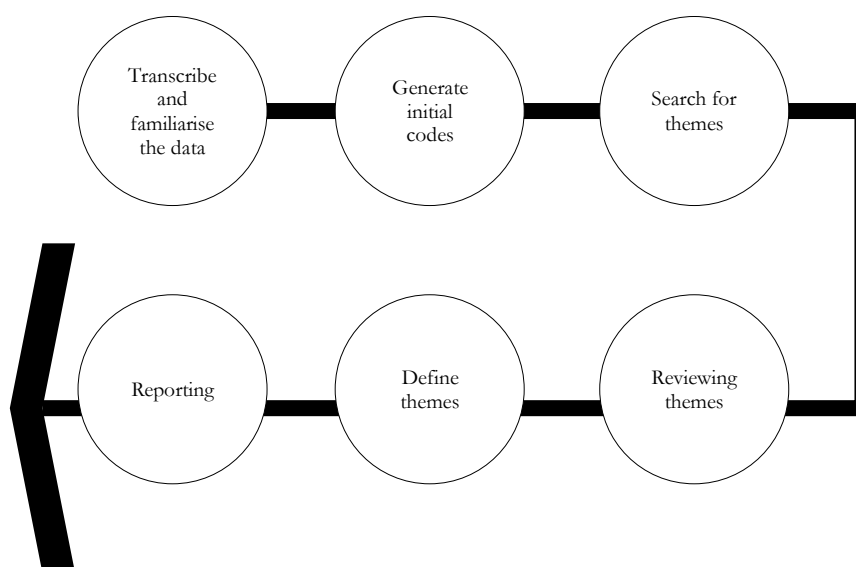 Transcribe
and
familiarise
the data
Generate
initial
codes
Search for
themes
Reporting
Define
themes
Reviewing
themes